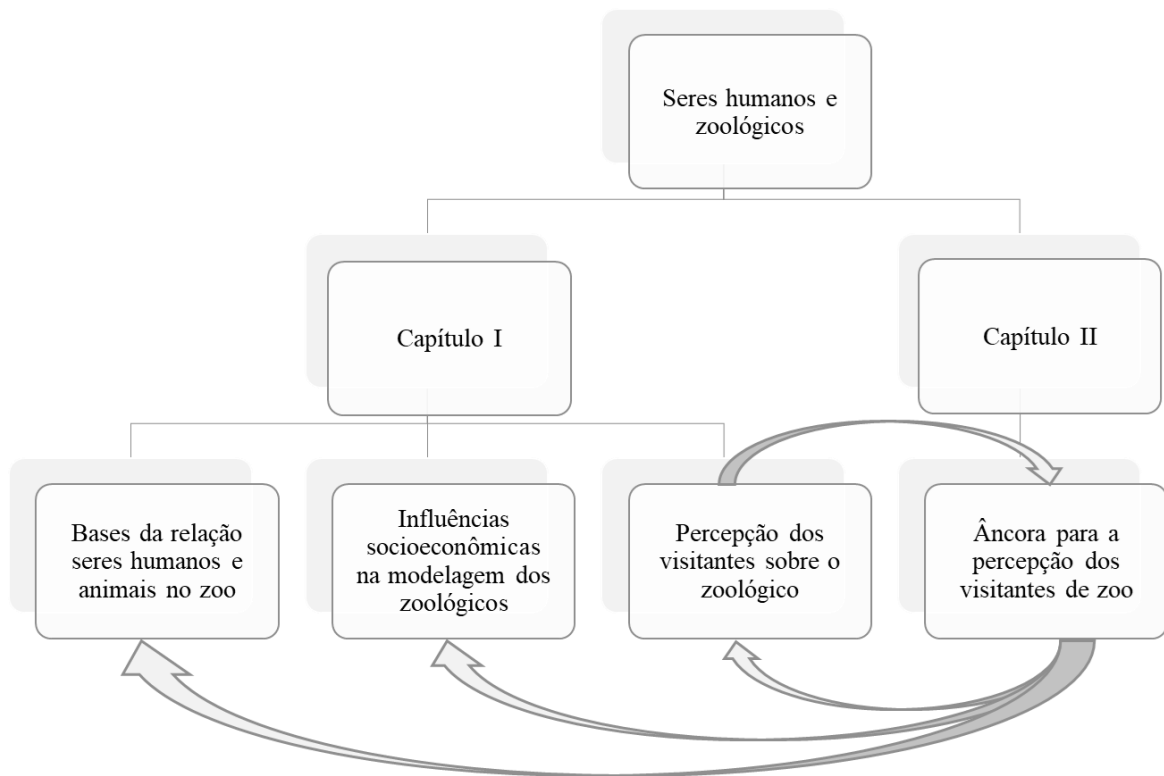 Seres humanos e
zoológicos
Capítulo I
Capítulo II
Bases da relação
seres humanos e
animais no zoo
Influências
socioeconômicas
na modelagem dos
zoológicos
Percepção dos
visitantes sobre o
zoológico
Âncora para a
percepção dos
visitantes de zoo